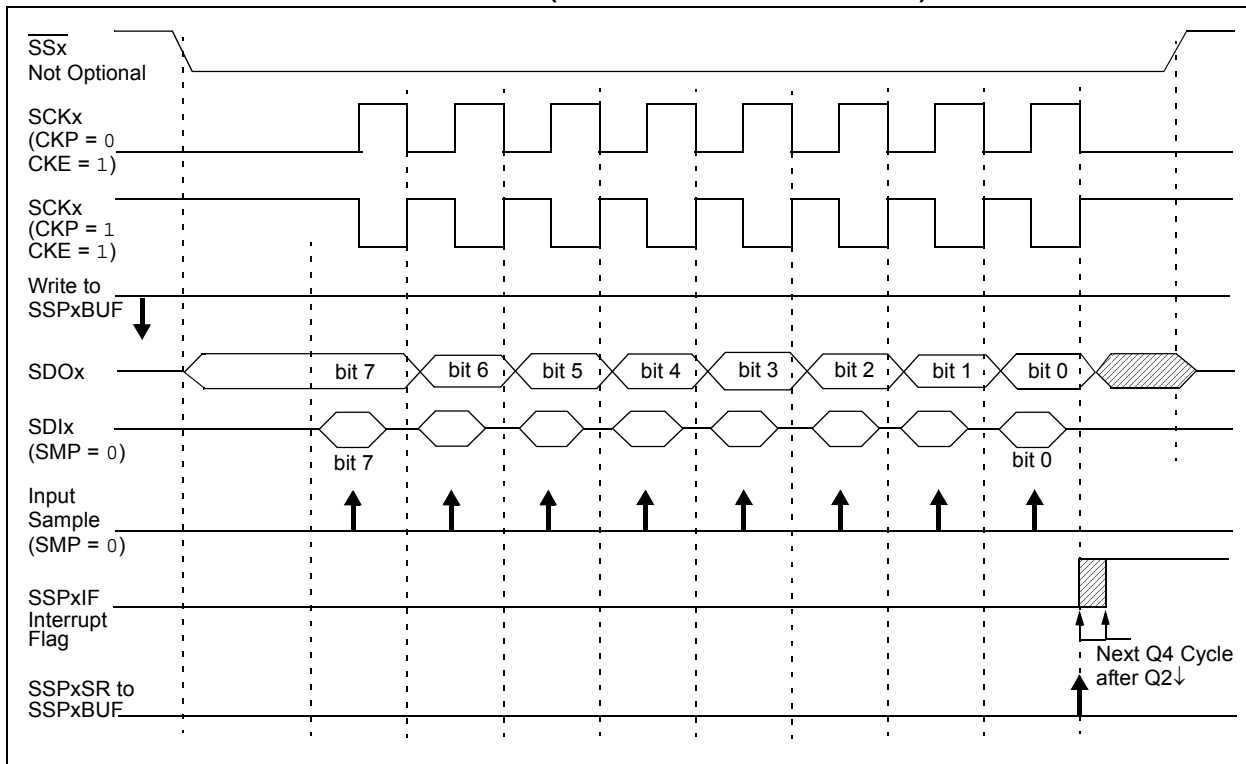 SSx
Not Optional
SCKx
(CKP = 0
CKE = 1)
SCKx
(CKP = 1
CKE = 1)
Write to
SSPxBUF
SDOx
bit 7
bit 6
bit 5
bit 4
bit 3
bit 2
bit 1
bit 0
SDIx
(SMP = 0)
bit 7
bit 0
Input
Sample
(SMP = 0)
SSPxIF
Interrupt
Flag
Next Q4 Cycle
after Q2↓
SSPxSR to
SSPxBUF